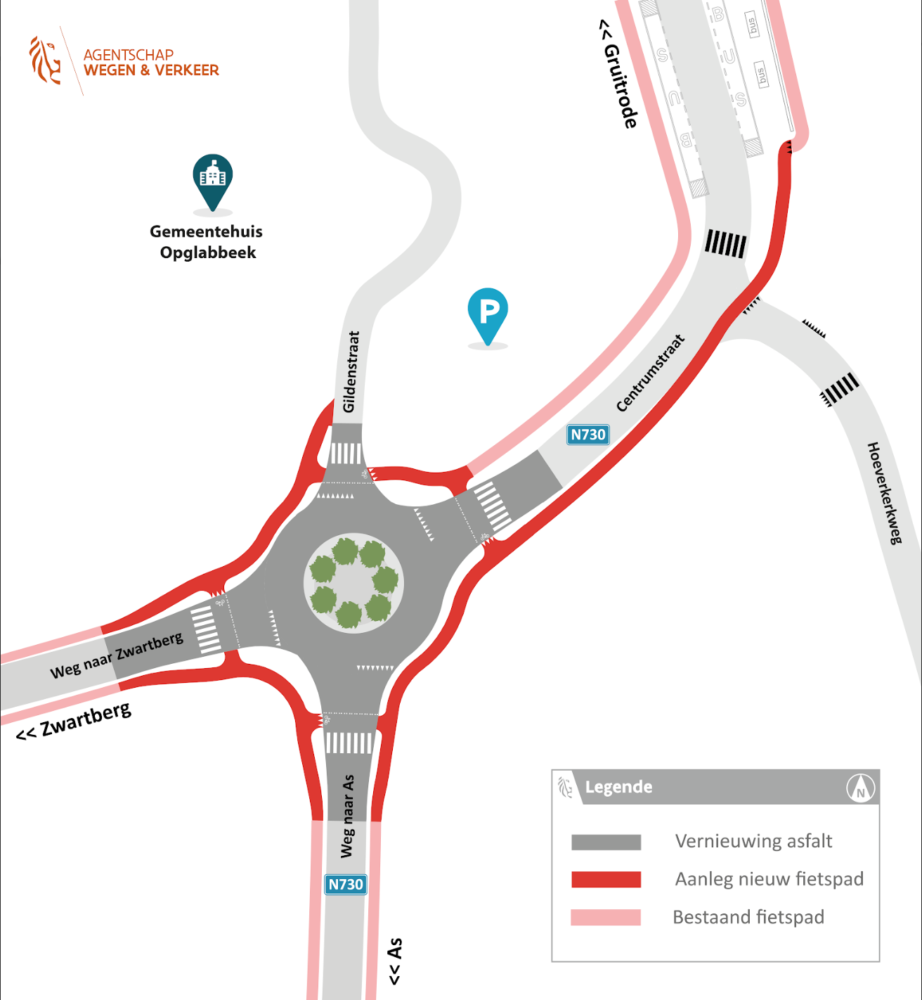 AGENTSCHAP
WEGEN & VERKEER
<< Gruitrode
BUS
BUS
bus
bus
Gemeentehuis
Opglabbeek
P
Gildenstraat
Centrumstraat
N730
Hoeverkerkweg
Weg naar Zwartberg
<< Zwartberg
Weg naar As
N730
<< As
Legende
N
Vernieuwing asfalt
Aanleg nieuw fietspad
Bestaand fietspad